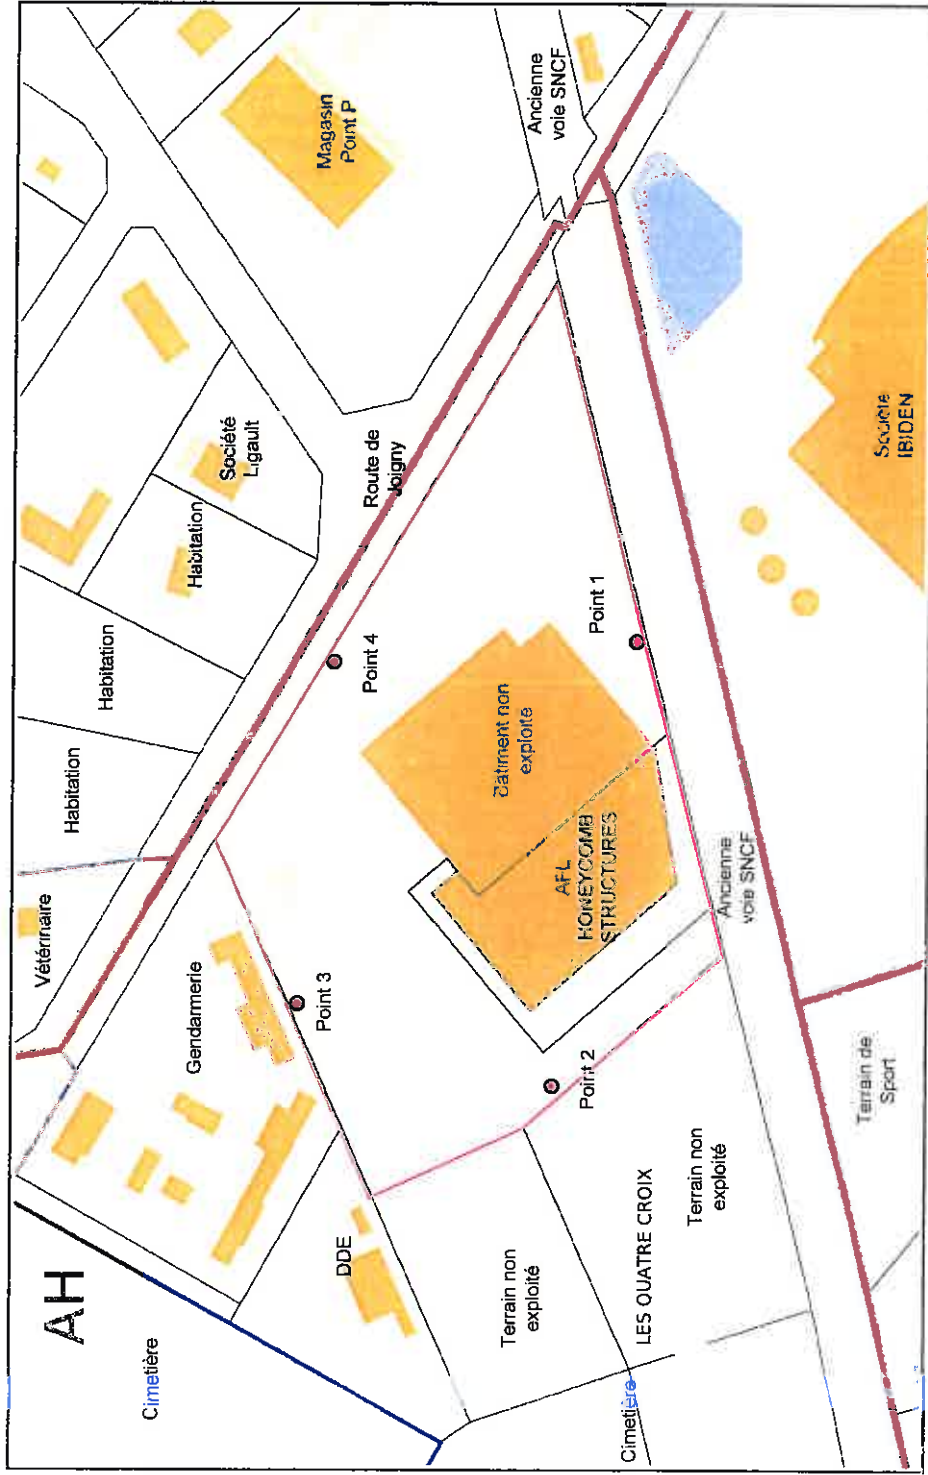 AH
Cimetière
Vétérinaire
Habitation
Habitation
Habitation
Société
Ligault
Magasin
Point P
Ancienne
voie SNCF
Gendarmerie
Route de
Joigny
Point 3
Point 4
DDE
Bâtiment non
exploité
AFL
HONEYCOMB
STRUCTURES
Point 2
Point 1
Terrain non
exploité
LES QUATRE CROIX
Cimetière
Terrain non
exploité
Ancienne
voie SNCF
Terrain de
Sport
Société
IBIDEN